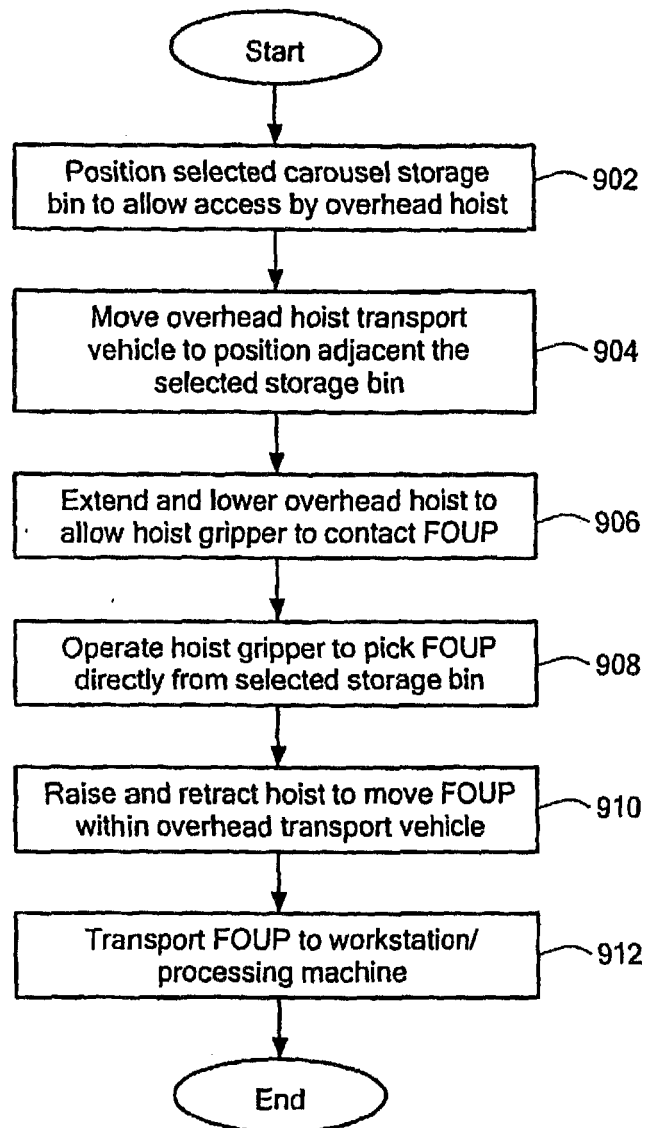 Start
Position selected carousel storage
bin to allow access by overhead hoist
902
Move overhead hoist transport
vehicle to position adjacent the
selected storage bin
904
Extend and lower overhead hoist to
allow hoist gripper to contact FOUP
906
Operate hoist gripper to pick FOUP
directly from selected storage bin
908
Raise and retract hoist to move FOUP
within overhead transport vehicle
910
Transport FOUP to workstation/
processing machine
912
End